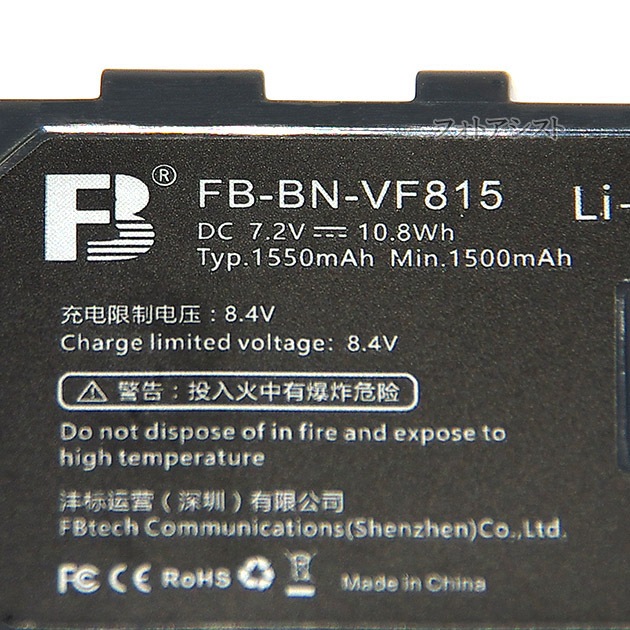 フォトアシスト
FB®
FB-BN-VF815
Li-
DC 7.2V ⎓ 10.8Wh
Typ.1550mAh Min.1500mAh
充电限制电压：8.4V
Charge limited voltage: 8.4V
⚠ 警告：投入火中有爆炸危险
Do not dispose of in fire and expose to
high temperature
沣标运营（深圳）有限公司
FBtech Communications(Shenzhen)Co.,Ltd.
FC CE RoHS Made in China